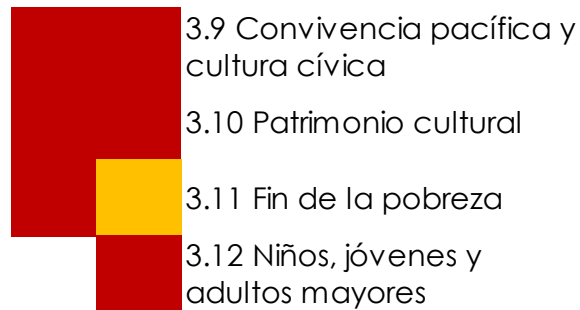 3.9 Convivencia pacífica y
cultura cívica
3.10 Patrimonio cultural
3.11 Fin de la pobreza
3.12 Niños, jóvenes y
adultos mayores